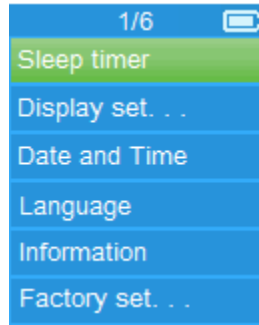 1/6
Sleep timer
Display set. . .
Date and Time
Language
Information
Factory set. . .